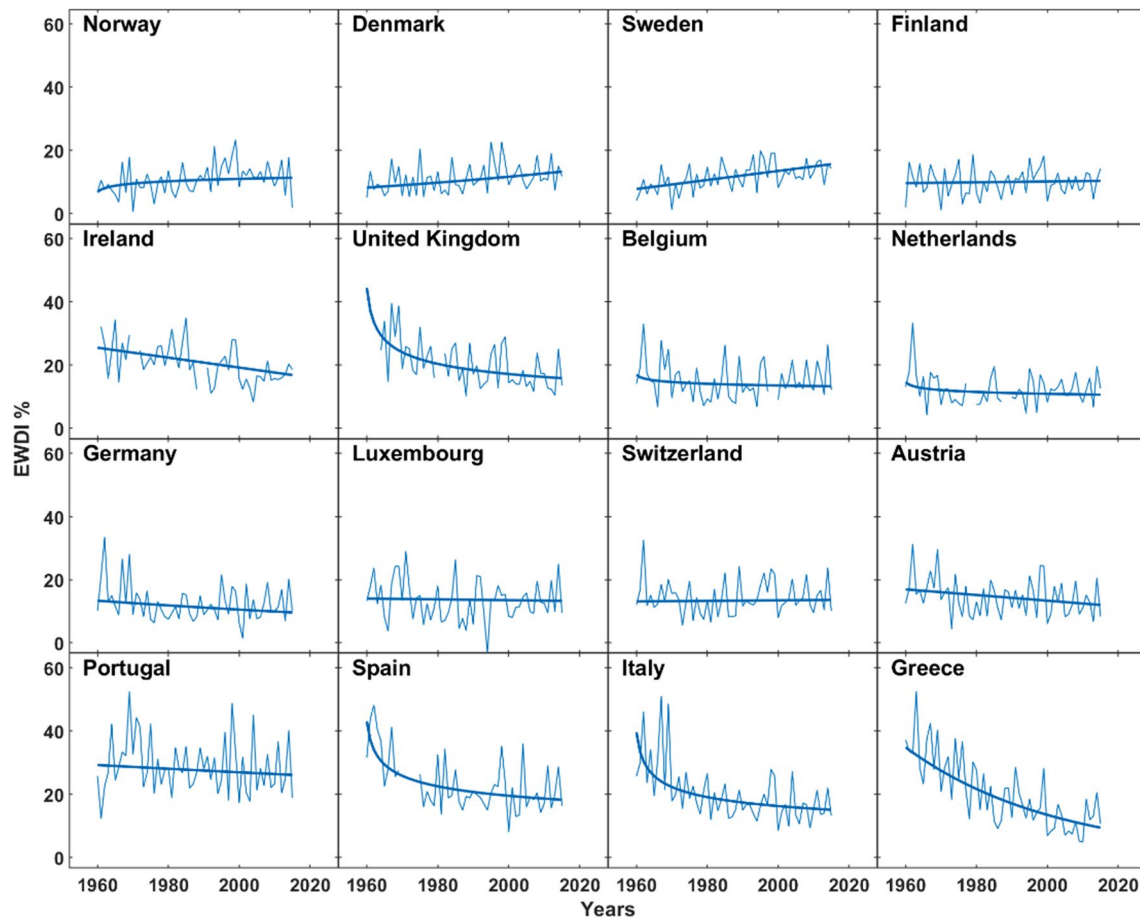 EWDI %
60
40
20
0
Norway
Denmark
Sweden
Finland
60
40
20
0
Ireland
United Kingdom
Belgium
Netherlands
60
40
20
0
Germany
Luxembourg
Switzerland
Austria
60
40
20
0
Portugal
Spain
Italy
Greece
1960 1980 2000 2020 1960 1980 2000 2020 1960 1980 2000 2020 1960 1980 2000 2020
Years